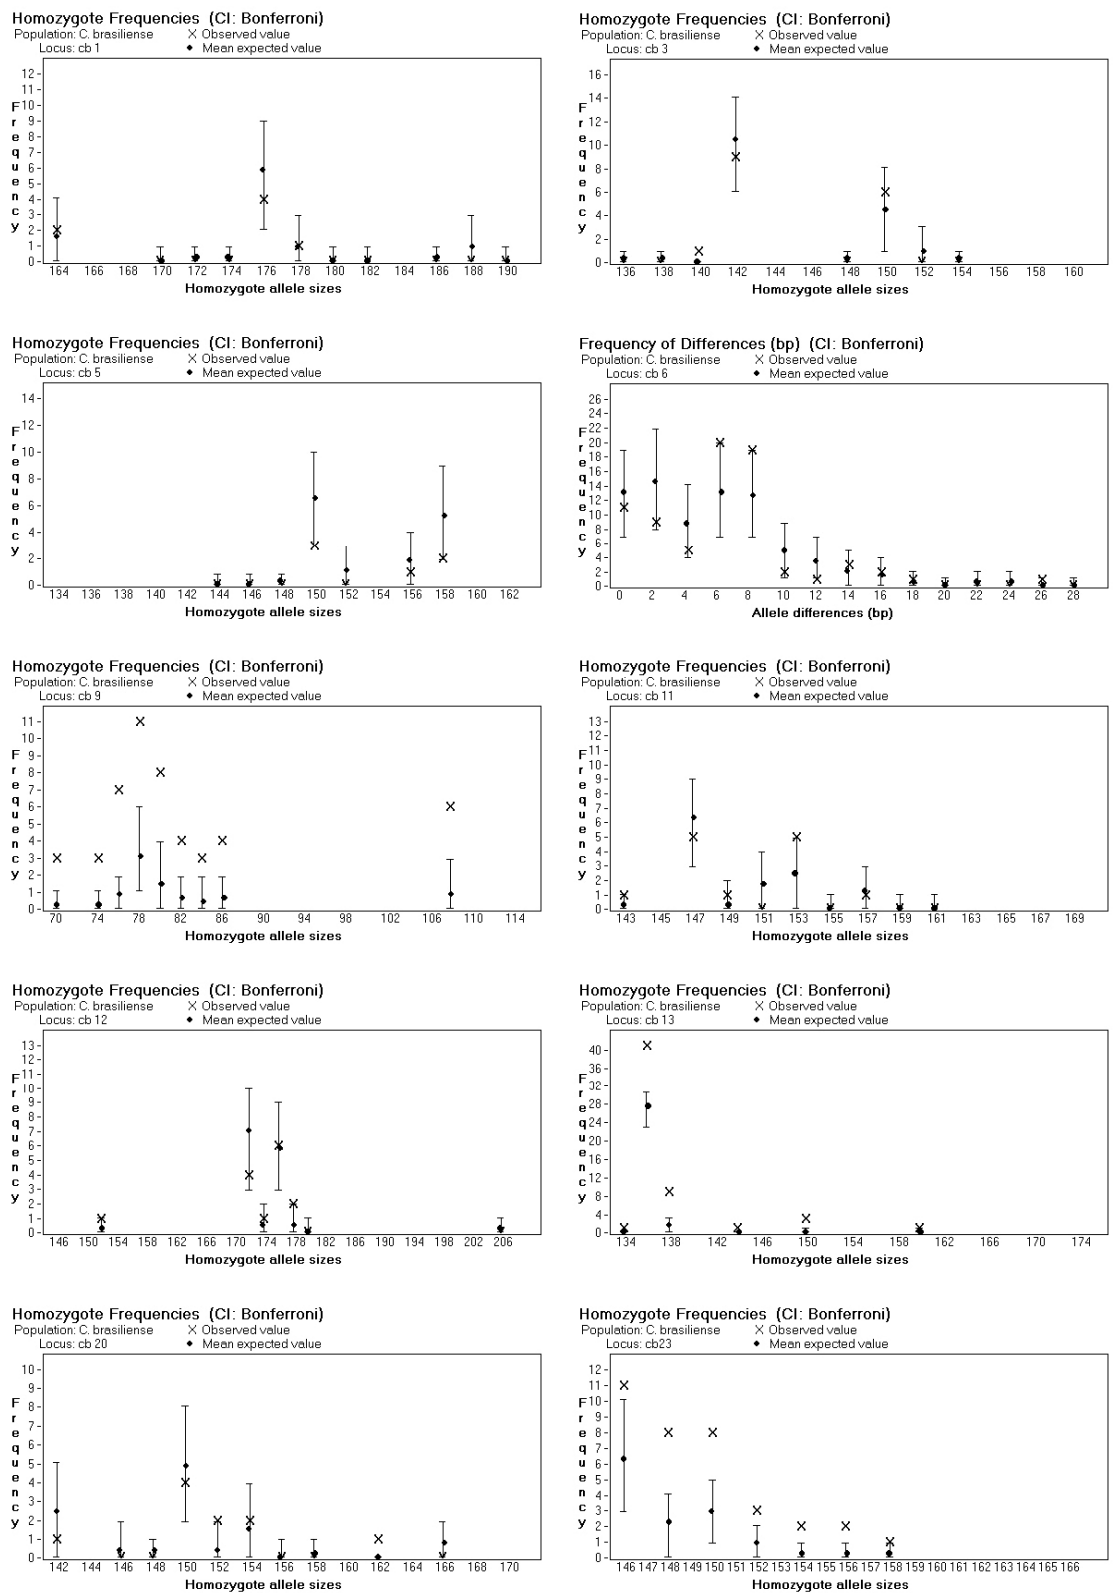 Homozygote Frequencies (CI: Bonferroni)
Population: C. brasiliense X Observed value
Locus: cb 1 ♦ Mean expected value
Frequency
12
11
10
9
8
7
6
5
4
3
2
1
0
164 166 168 170 172 174 176 178 180 182 184 186 188 190
Homozygote allele sizes
Homozygote Frequencies (CI: Bonferroni)
Population: C. brasiliense X Observed value
Locus: cb 3 ♦ Mean expected value
Frequency
16
14
12
10
8
6
4
2
0
136 138 140 142 144 146 148 150 152 154 156 158 160
Homozygote allele sizes
Homozygote Frequencies (CI: Bonferroni)
Population: C. brasiliense X Observed value
Locus: cb 5 ♦ Mean expected value
Frequency
14
12
10
8
6
4
2
0
134 136 138 140 142 144 146 148 150 152 154 156 158 160 162
Homozygote allele sizes
Frequency of Differences (bp) (CI: Bonferroni)
Population: C. brasiliense X Observed value
Locus: cb 6 ♦ Mean expected value
Frequency
26
24
22
20
18
16
14
12
10
8
6
4
2
0
0 2 4 6 8 10 12 14 16 18 20 22 24 26 28
Allele differences (bp)
Homozygote Frequencies (CI: Bonferroni)
Population: C. brasiliense X Observed value
Locus: cb 9 ♦ Mean expected value
Frequency
11
10
9
8
7
6
5
4
3
2
1
0
70 74 78 82 86 90 94 98 102 106 110 114
Homozygote allele sizes
Homozygote Frequencies (CI: Bonferroni)
Population: C. brasiliense X Observed value
Locus: cb 11 ♦ Mean expected value
Frequency
13
12
11
10
9
8
7
6
5
4
3
2
1
0
143 145 147 149 151 153 155 157 159 161 163 165 167 169
Homozygote allele sizes
Homozygote Frequencies (CI: Bonferroni)
Population: C. brasiliense X Observed value
Locus: cb 12 ♦ Mean expected value
Frequency
13
12
11
10
9
8
7
6
5
4
3
2
1
0
146 150 154 158 162 166 170 174 178 182 186 190 194 198 202 206
Homozygote allele sizes
Homozygote Frequencies (CI: Bonferroni)
Population: C. brasiliense X Observed value
Locus: cb 13 ♦ Mean expected value
Frequency
40
36
32
28
24
20
16
12
8
4
0
134 138 142 146 150 154 158 162 166 170 174
Homozygote allele sizes
Homozygote Frequencies (CI: Bonferroni)
Population: C. brasiliense X Observed value
Locus: cb 20 ♦ Mean expected value
Frequency
10
9
8
7
6
5
4
3
2
1
0
142 144 146 148 150 152 154 156 158 160 162 164 166 168 170
Homozygote allele sizes
Homozygote Frequencies (CI: Bonferroni)
Population: C. brasiliense X Observed value
Locus: cb23 ♦ Mean expected value
Frequency
12
11
10
9
8
7
6
5
4
3
2
1
0
146 147 148 149 150 151 152 153 154 155 156 157 158 159 160 161 162 163 164 165 166
Homozygote allele sizes